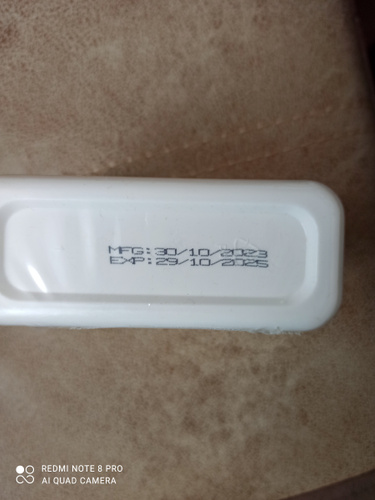 MFG:30/10/2023
EXP:29/10/2025
REDMI NOTE 8 PRO
AI QUAD CAMERA